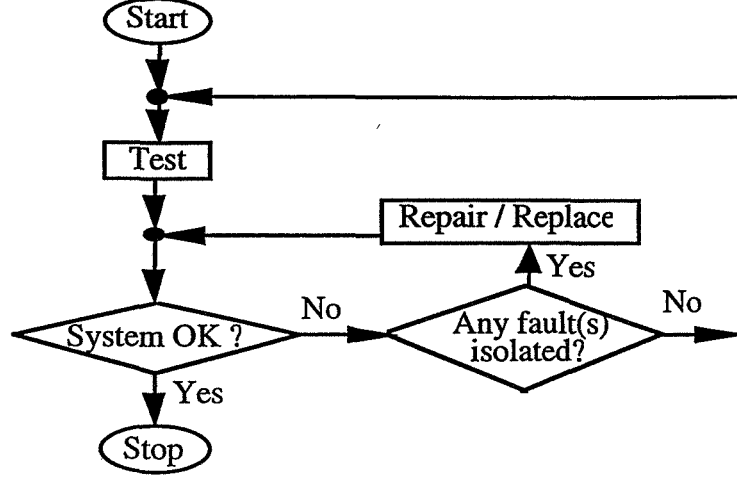 Start
Test
Repair / Replace
Yes
No
No
System OK ?
Any fault(s)
isolated?
Yes
Stop